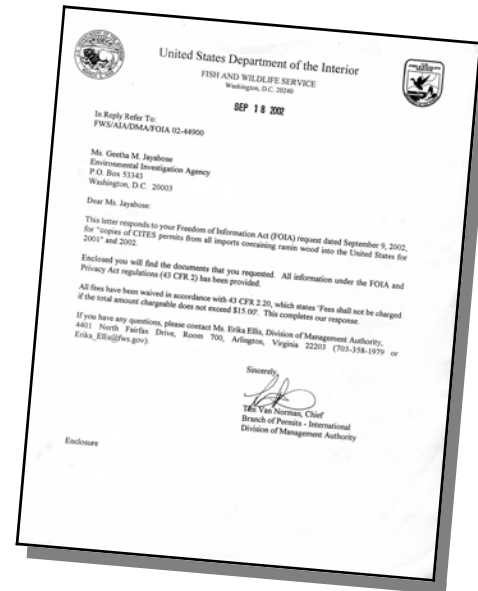 United States Department of the Interior
FISH AND WILDLIFE SERVICE
Washington, D.C. 20240
SEP 18 2002
In Reply Refer To:
FWS/AIA/DMA/FOIA 02-44900
Ms. Geetha M. Jayabose
Environmental Investigation Agency
P.O. Box 53343
Washington, D.C. 20003
Dear Ms. Jayabose:
This letter responds to your Freedom of Information Act (FOIA) request dated September 9, 2002,
for "copies of CITES permits from all imports containing ramin wood into the United States for
2001" and 2002.
Enclosed you will find the documents that you requested. All information under the FOIA and
Privacy Act regulations (43 CFR 2) has been provided.
All fees have been waived in accordance with 43 CFR 2.20, which states 'Fees shall not be charged
if the total amount chargeable does not exceed $15.00'. This completes our response.
If you have any questions, please contact Ms. Erika Ellis, Division of Management Authority,
4401 North Fairfax Drive, Room 700, Arlington, Virginia 22203 (703-358-1979 or
Erika_Ellis@fws.gov).
Sincerely,
Van Norman, Chief
Branch of Permits - International
Division of Management Authority
Enclosure